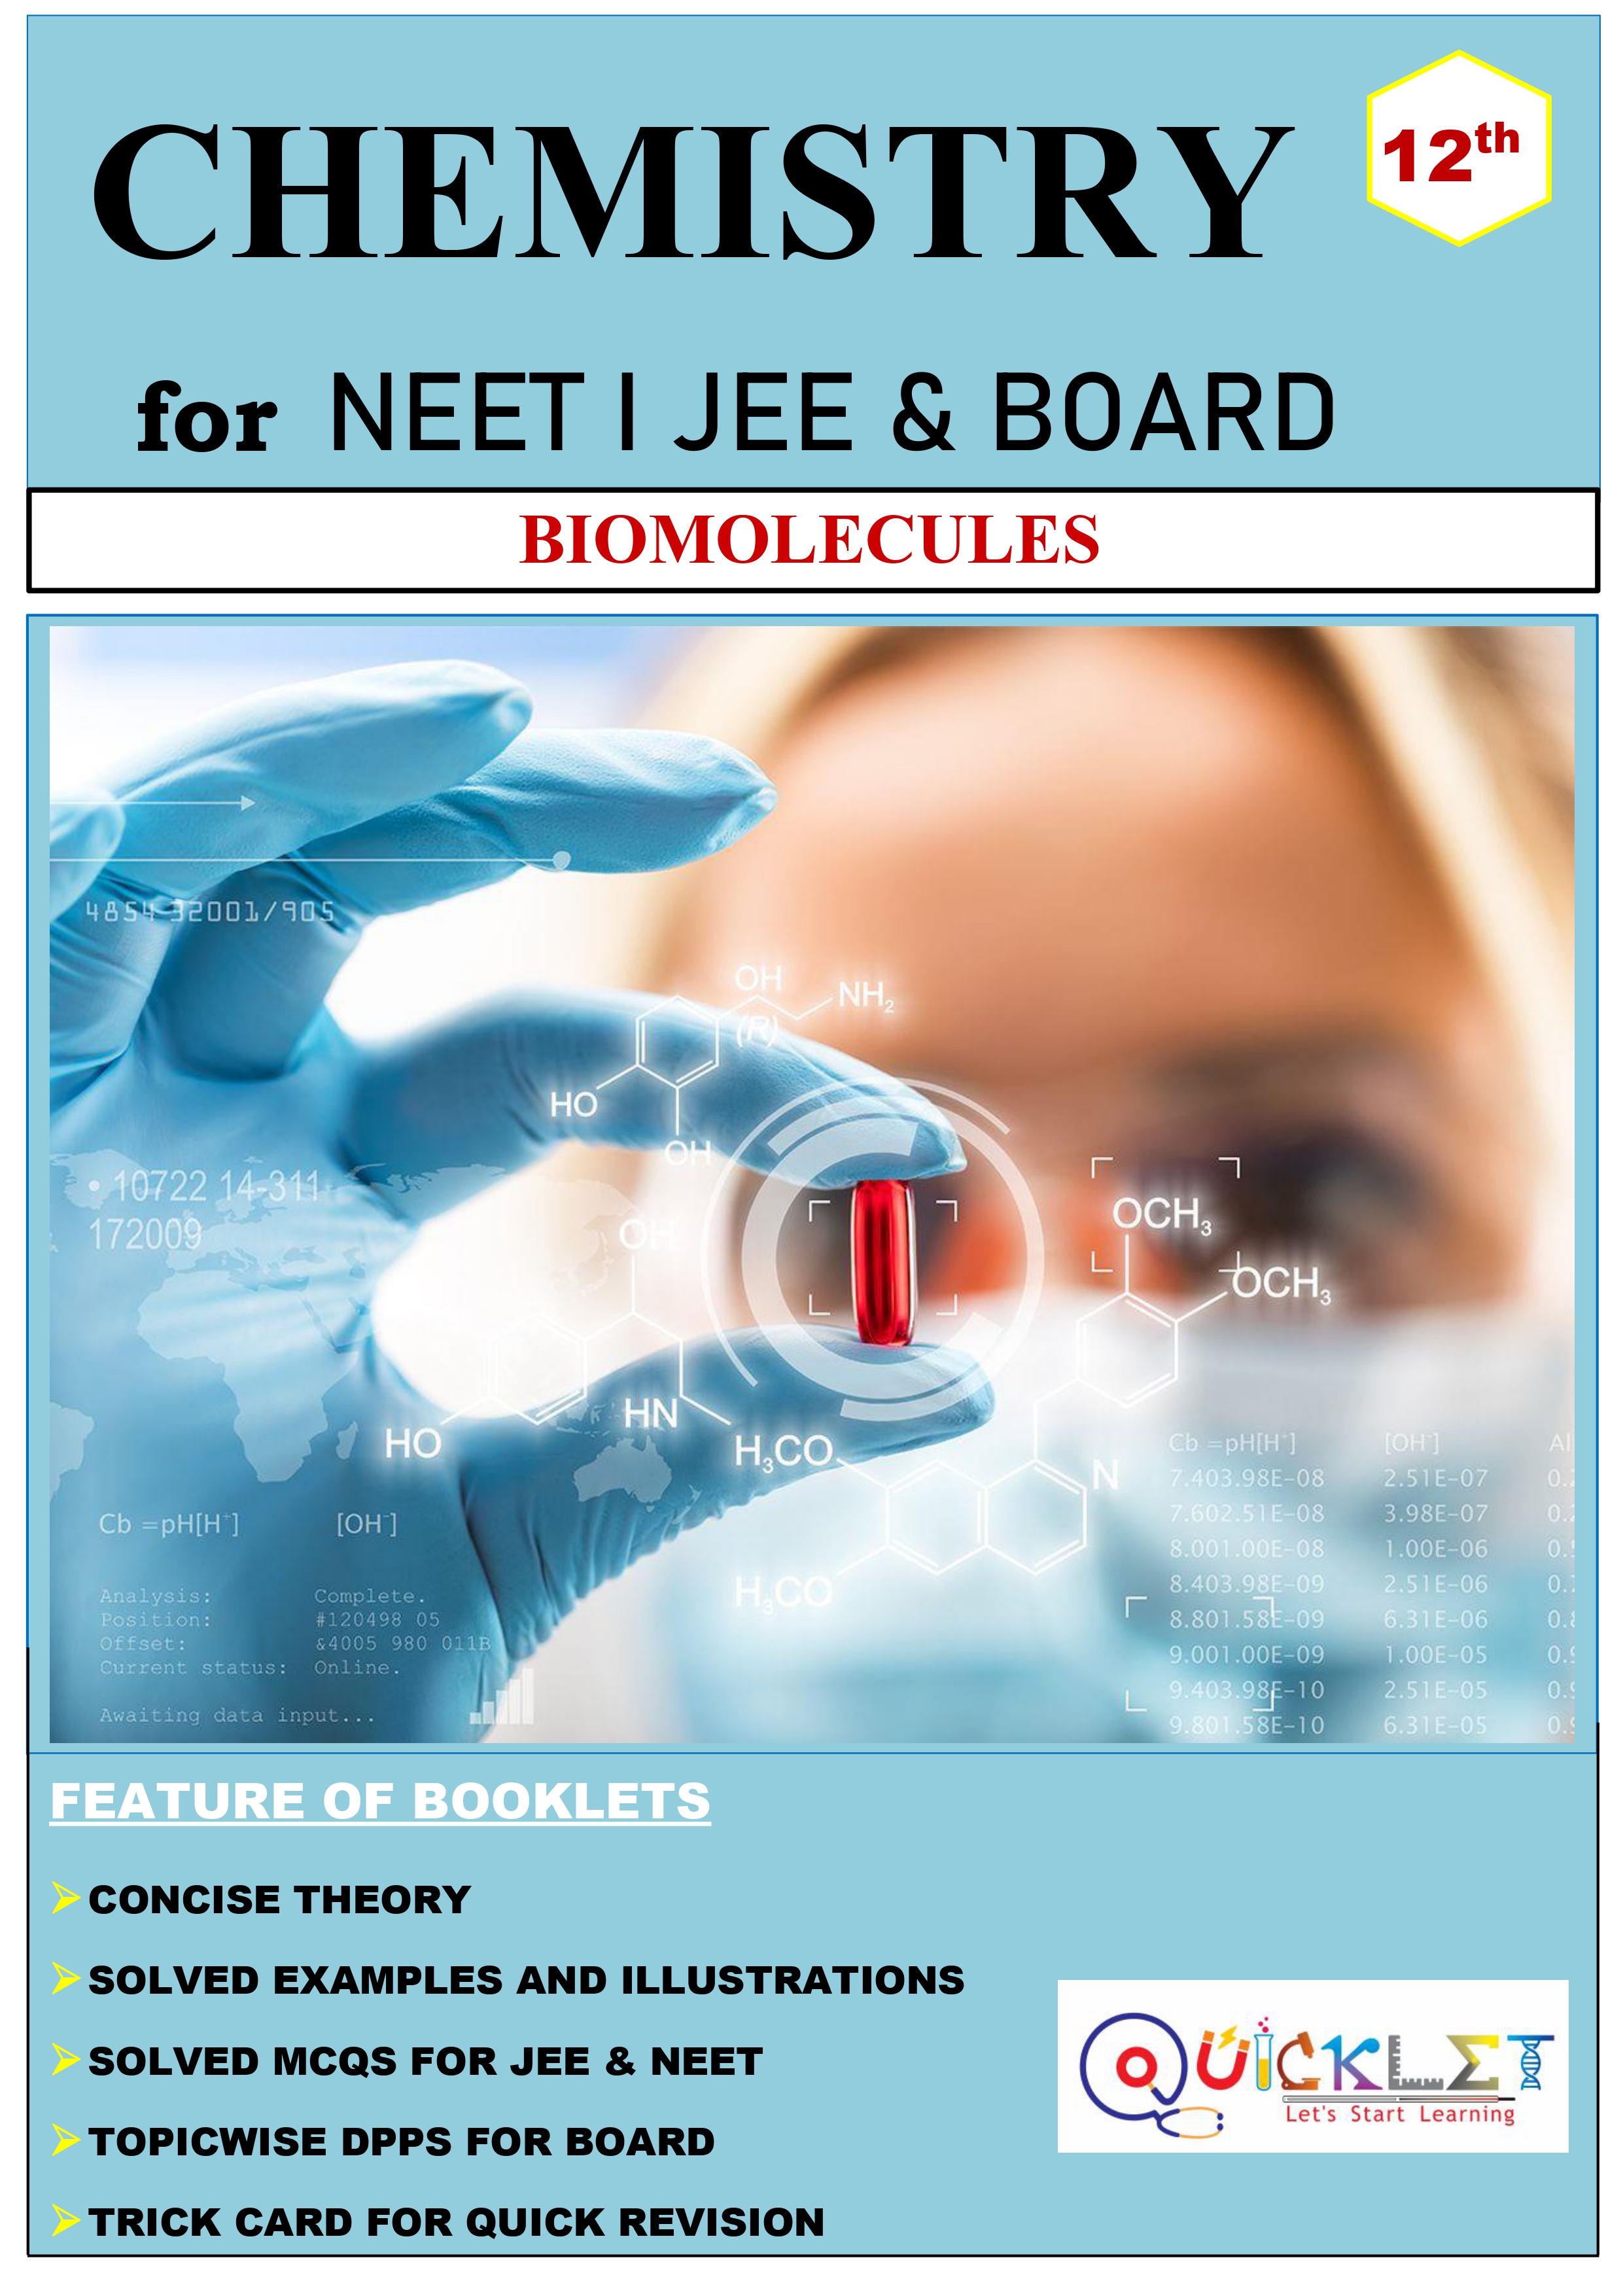 CHEMISTRY
12th
for NEET I JEE & BOARD
BIOMOLECULES
4854 32001/905
OH
NH₂
(R)
HO
OH
• 10722 14-311
172009
OH
OCH₃
OCH₃
HO
HN
H₃CO
N
H₃CO
Cb =pH[H⁺] [OH⁻]
Analysis: Complete.
Position: #120498 05
Offset: &4005 980 011B
Current status: Online.
Awaiting data input...
Cb =pH[H⁺] [OH⁻] Al
7.403.98E–08 2.51E–07
7.602.51E–08 3.98E–07
8.001.00E–08 1.00E–06
8.403.98E–09 2.51E–06
8.801.58E–09 6.31E–06
9.001.00E–09 1.00E–05
9.403.98E–10 2.51E–05
9.801.58E–10 6.31E–05
FEATURE OF BOOKLETS
CONCISE THEORY
SOLVED EXAMPLES AND ILLUSTRATIONS
SOLVED MCQS FOR JEE & NEET
TOPICWISE DPPS FOR BOARD
TRICK CARD FOR QUICK REVISION
QUICKLΣT
Let's Start Learning